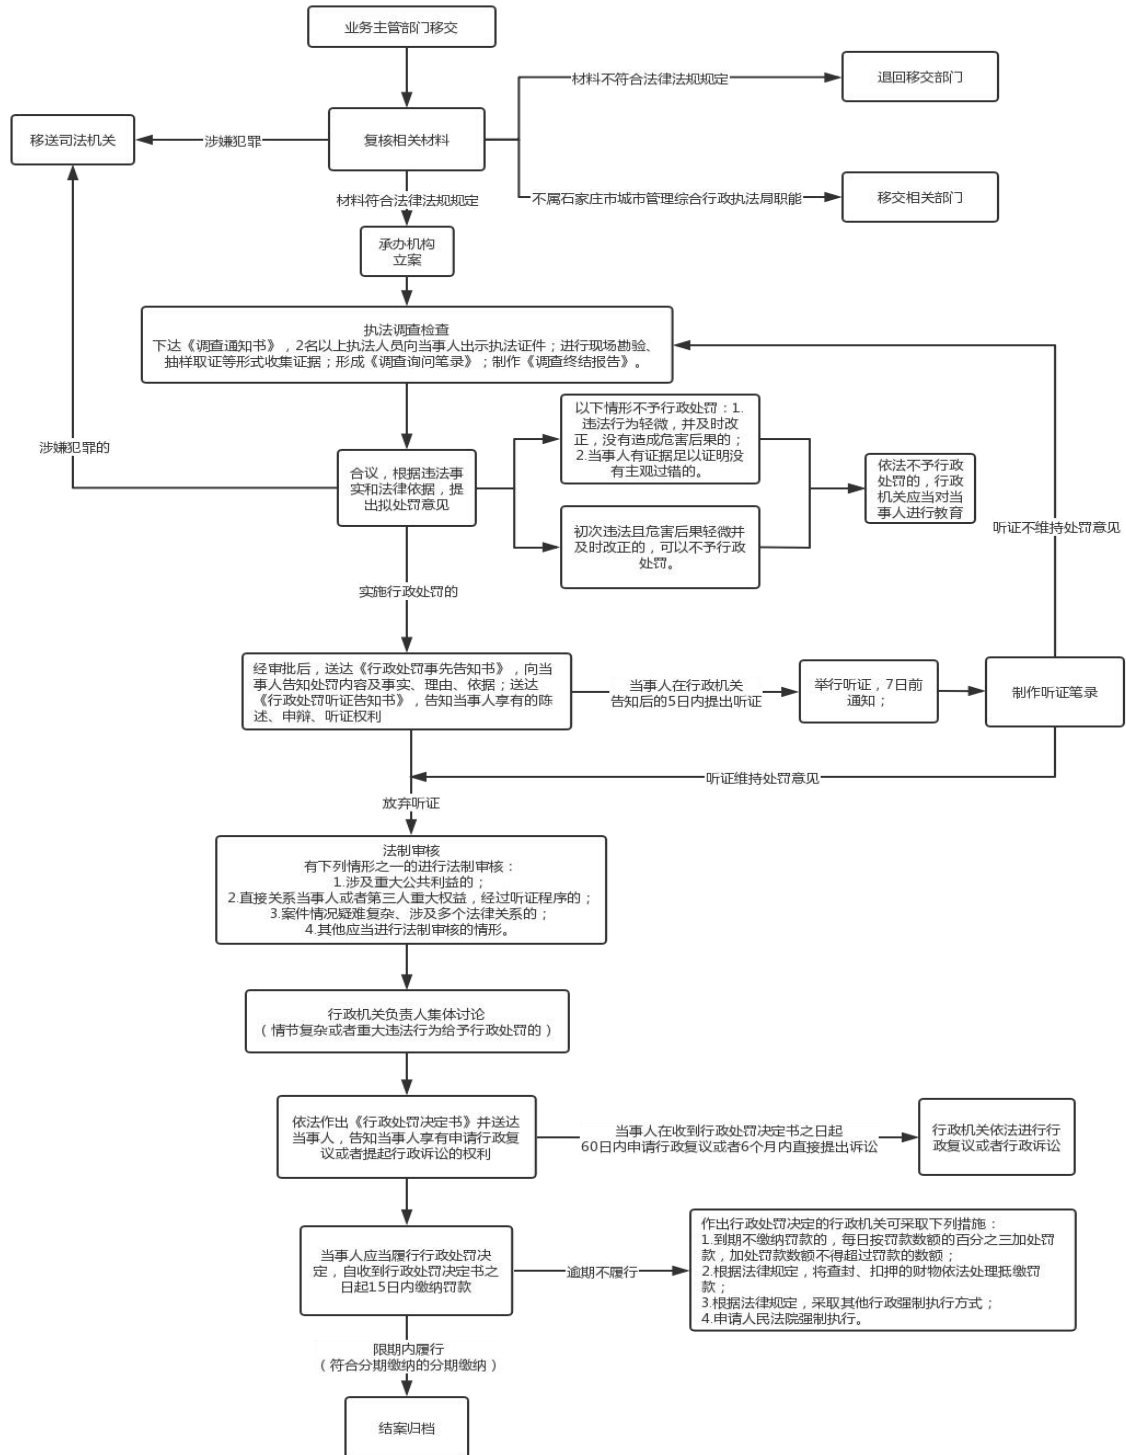 业务主管部门移交
材料不符合法律法规规定
退回移交部门
移送司法机关
涉嫌犯罪
复核相关材料
材料符合法律法规规定
不属石家庄市城市管理综合行政执法局职能
移交相关部门
承办机构
立案
执法调查检查
下达《调查通知书》，2名以上执法人员向当事人出示执法证件；进行现场勘验、
抽样取证等形式收集证据；形成《调查询问笔录》；制作《调查终结报告》。
涉嫌犯罪的
合议，根据违法事
实和法律依据，提
出拟处罚意见
以下情形不予行政处罚：1.
违法行为轻微，并及时改
正，没有造成危害后果的；
2.当事人有证据足以证明没
有主观过错的。
初次违法且危害后果轻微并
及时改正的，可以不予行政
处罚。
依法不予行政
处罚的，行政
机关应当对当
事人进行教育
听证不维持处罚意见
实施行政处罚的
经审批后，送达《行政处罚事先告知书》，向当
事人告知处罚内容及事实、理由、依据；送达
《行政处罚听证告知书》，告知当事人享有的陈
述、申辩、听证权利
当事人在行政机关
告知后的5日内提出听证
举行听证，7日前
通知；
制作听证笔录
听证维持处罚意见
放弃听证
法制审核
有下列情形之一的进行法制审核：
1.涉及重大公共利益的；
2.直接关系当事人或者第三人重大权益，经过听证程序的；
3.案件情况疑难复杂、涉及多个法律关系的；
4.其他应当进行法制审核的情形。
行政机关负责人集体讨论
（情节复杂或者重大违法行为给予行政处罚的）
依法作出《行政处罚决定书》并送达
当事人，告知当事人享有申请行政复
议或者提起行政诉讼的权利
当事人在收到行政处罚决定书之日起
60日内申请行政复议或者6个月内直接提出诉讼
行政机关依法进行行
政复议或者行政诉讼
当事人应当履行行政处罚决
定，自收到行政处罚决定书之
日起15日内缴纳罚款
逾期不履行
作出行政处罚决定的行政机关可采取下列措施：
1.到期不缴纳罚款的，每日按罚款数额的百分之三加处罚
款，加处罚款数额不得超过罚款的数额；
2.根据法律规定，将查封、扣押的财物依法处理抵缴罚
款；
3.根据法律规定，采取其他行政强制执行方式；
4.申请人民法院强制执行。
限期内履行
（符合分期缴纳的分期缴纳）
结案归档